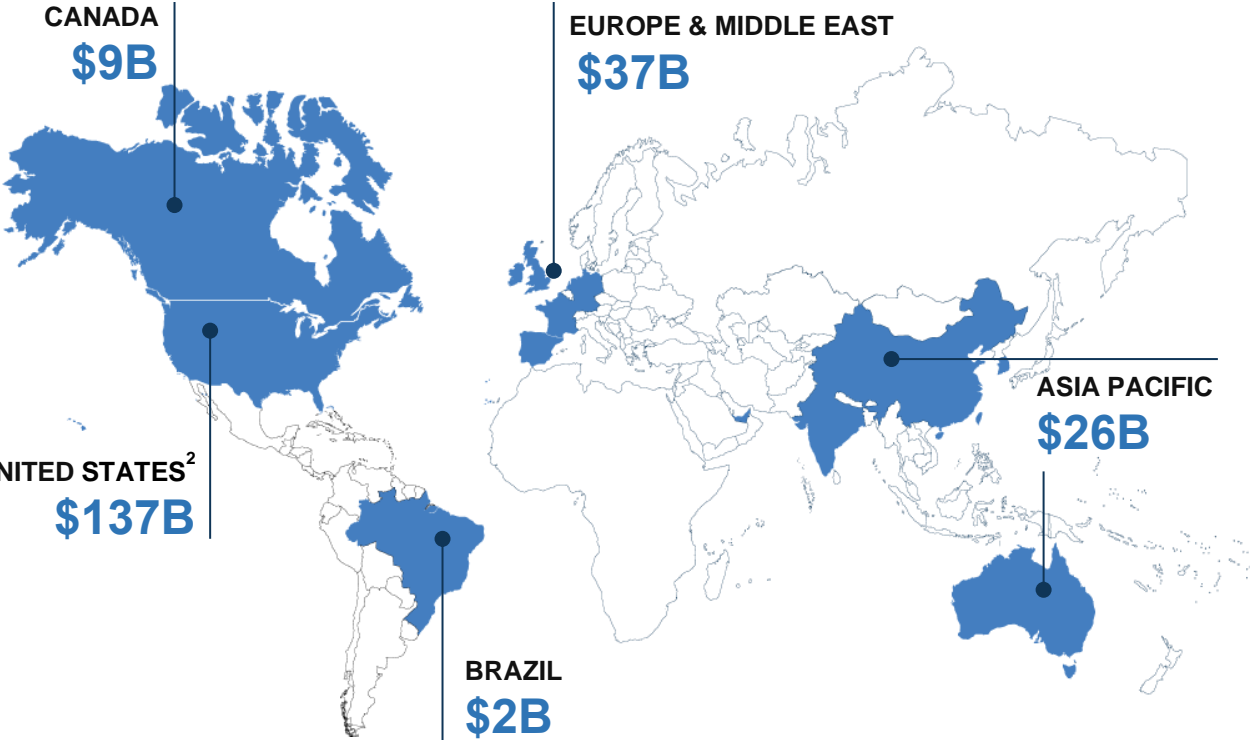 CANADA
$9B
EUROPE & MIDDLE EAST
$37B
ASIA PACIFIC
$26B
NITED STATES²
$137B
BRAZIL
$2B